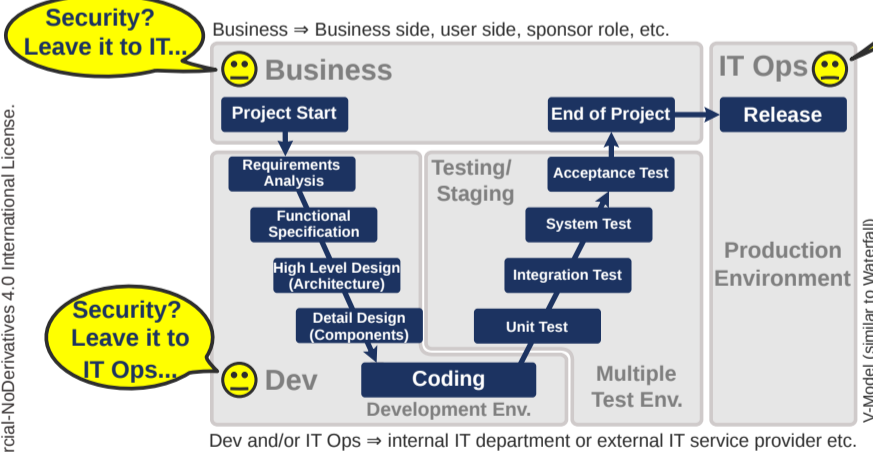 Security?
Leave it to IT...
Business ⇒ Business side, user side, sponsor role, etc.
Business
IT Ops
Project Start
End of Project
Release
Requirements
Analysis
Testing/
Staging
Acceptance Test
Functional
Specification
System Test
High Level Design
(Architecture)
Integration Test
Production
Environment
Detail Design
(Components)
Unit Test
Security?
Leave it to
IT Ops...
Dev
Coding
Development Env.
Multiple
Test Env.
Dev and/or IT Ops ⇒ internal IT department or external IT service provider etc.
rcial-NoDerivatives 4.0 International License.
V-Model (similar to Waterfall)